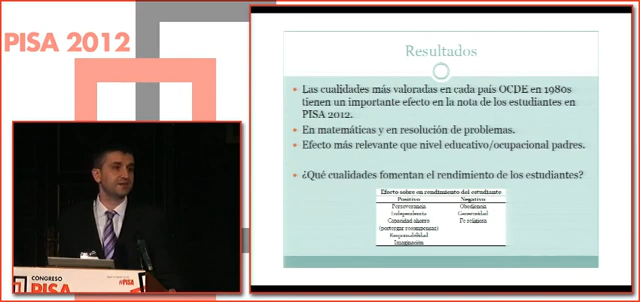 PISA 2012
Resultados
• Las cualidades más valoradas en cada país OCDE en 1980s
tienen un importante efecto en la nota de los estudiantes en
PISA 2012.
• En matemáticas y en resolución de problemas.
• Efecto más relevante que nivel educativo/ocupacional padres.
• ¿Qué cualidades fomentan el rendimiento de los estudiantes?
Efecto sobre en rendimiento del estudiante
Positivo Negativo
Perseverancia Obediencia
Independencia Generosidad
Capacidad ahorro Fe religiosa
(postergar recompensas)
Responsabilidad
Imaginación
CONGRESO
PISA
PISA